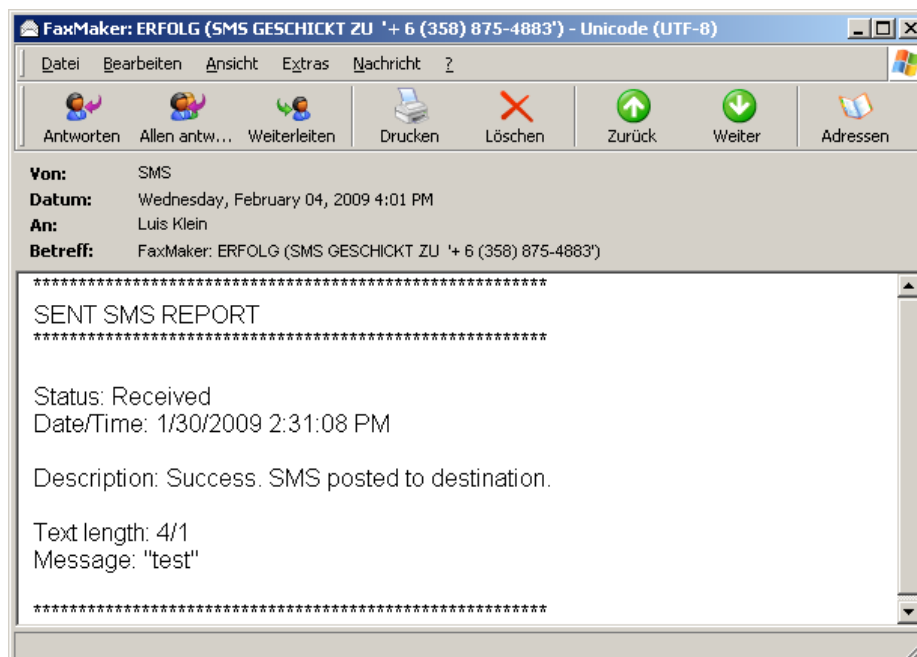 FaxMaker: ERFOLG (SMS GESCHICKT ZU '+ 6 (358) 875-4883') - Unicode (UTF-8)
Datei Bearbeiten Ansicht Extras Nachricht ?
Antworten Allen antw... Weiterleiten Drucken Löschen Zurück Weiter Adressen
Von: SMS
Datum: Wednesday, February 04, 2009 4:01 PM
An: Luis Klein
Betreff: FaxMaker: ERFOLG (SMS GESCHICKT ZU '+ 6 (358) 875-4883')
********************************************************
SENT SMS REPORT
********************************************************
Status: Received
Date/Time: 1/30/2009 2:31:08 PM
Description: Success. SMS posted to destination.
Text length: 4/1
Message: "test"
********************************************************